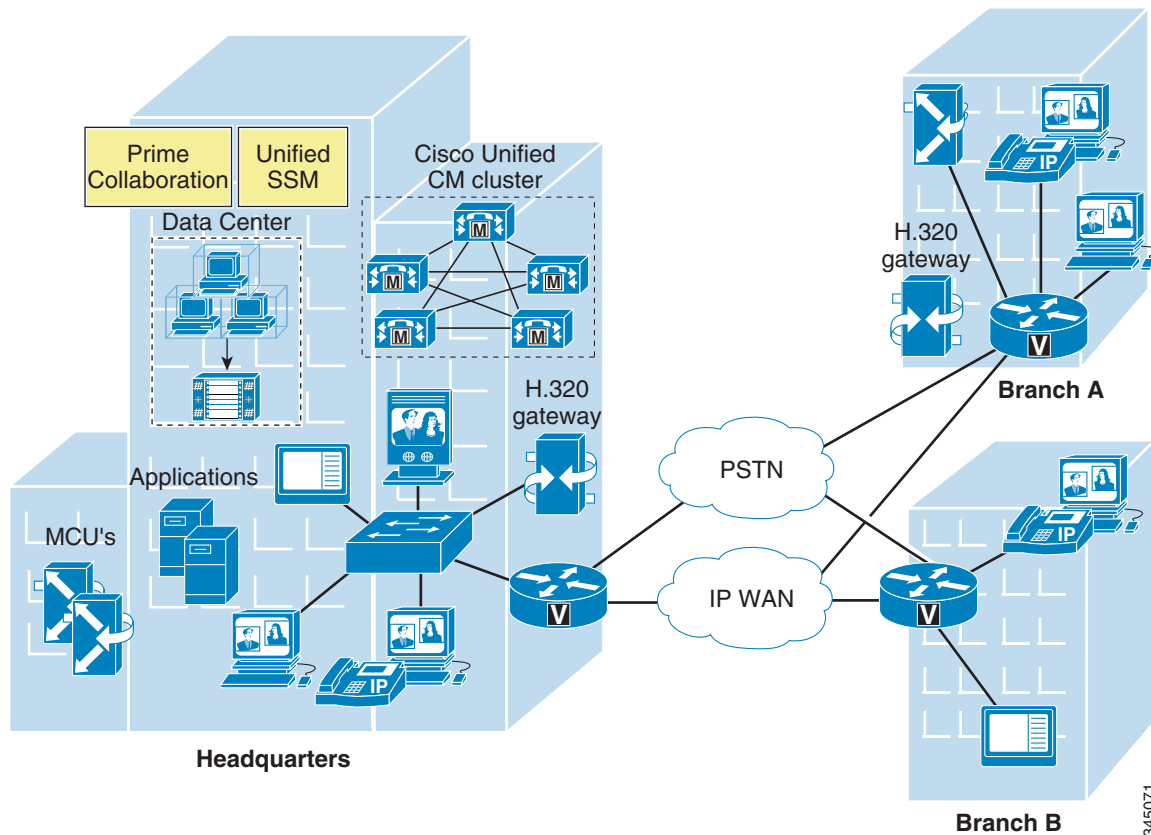 Prime
Collaboration
Unified
SSM
Cisco Unified
CM cluster
Data Center
M
M
M
M
M
H.320
gateway
Applications
MCU's
V
IP
Headquarters
PSTN
IP WAN
H.320
gateway
IP
V
Branch A
IP
V
Branch B
345071